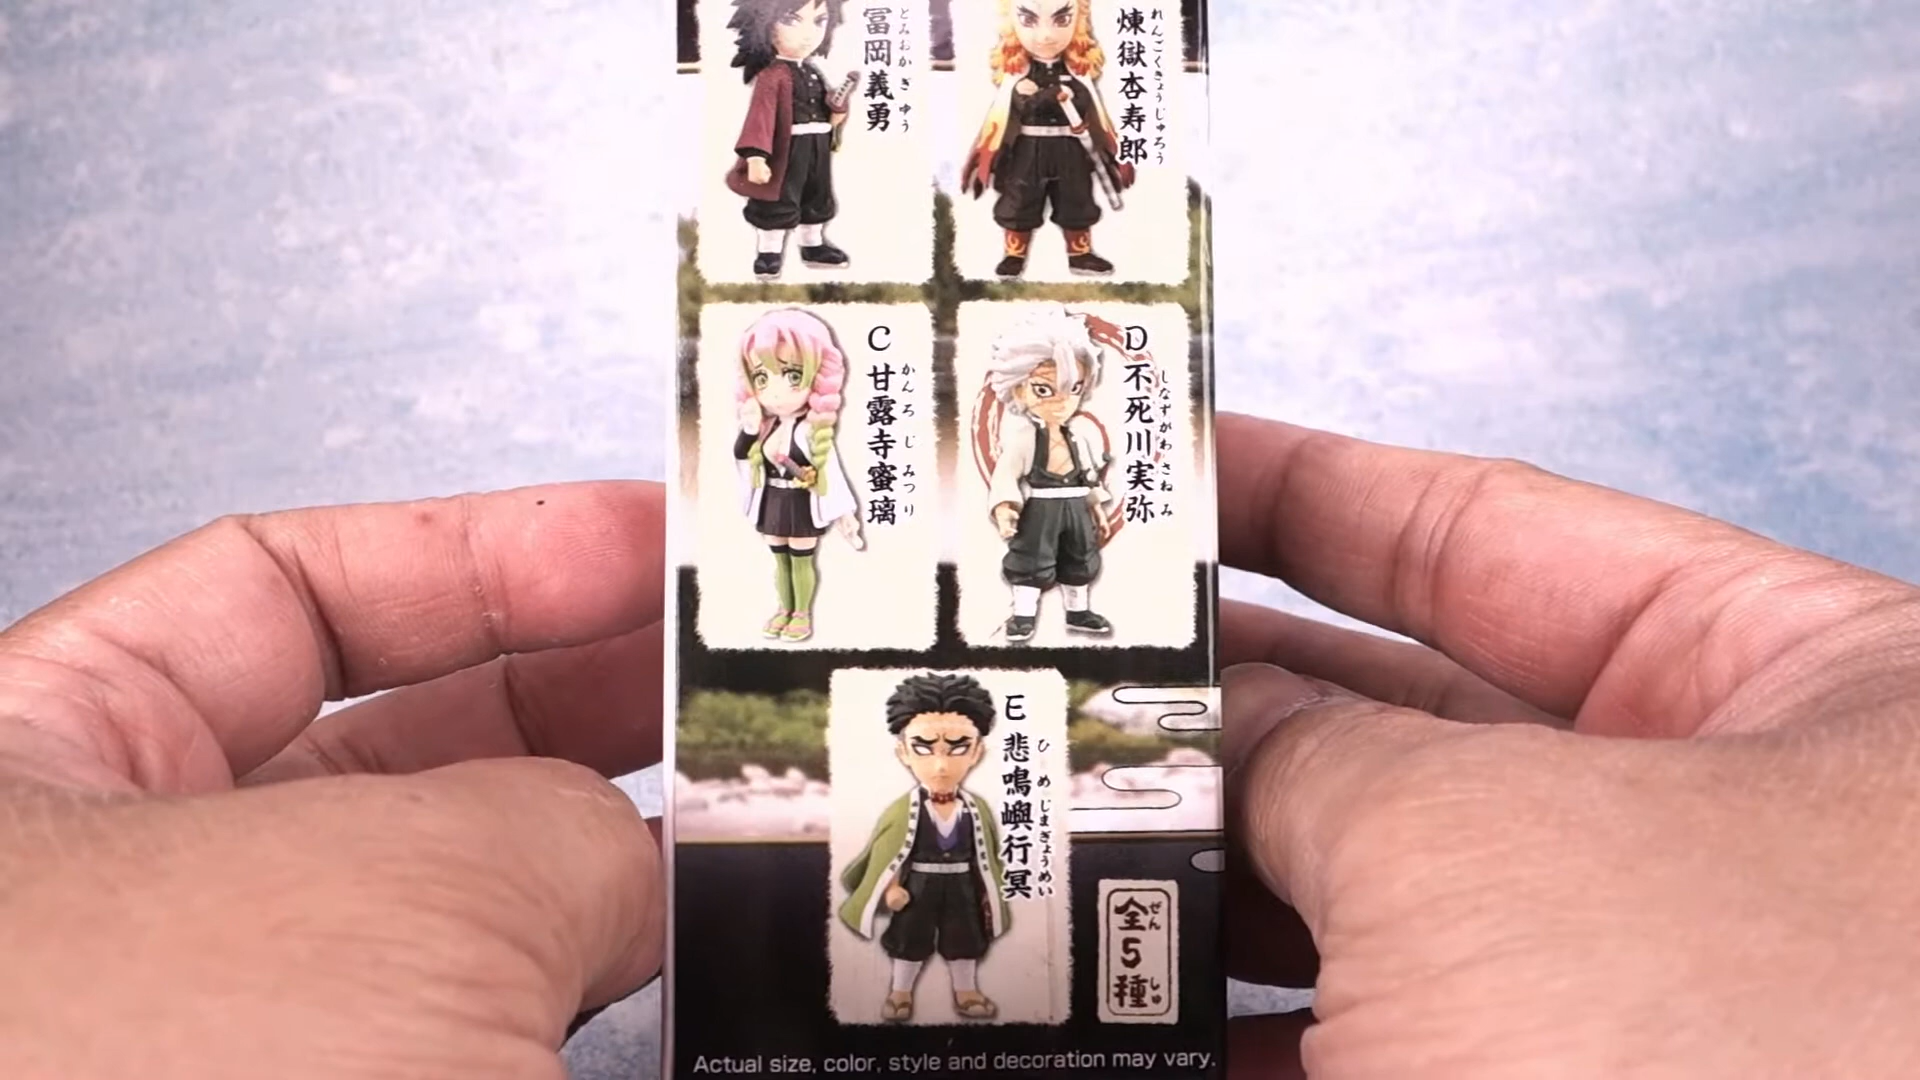 冨岡義勇
とみおかぎゆう
煉獄杏寿郎
れんごくきょうじゅろう
C
甘露寺蜜璃
かんろじみつり
D
不死川実弥
しなずがわさねみ
E
悲鳴嶼行冥
ひめじまぎょうめい
全5種
ぜんしゅ
Actual size, color, style and decoration may vary.